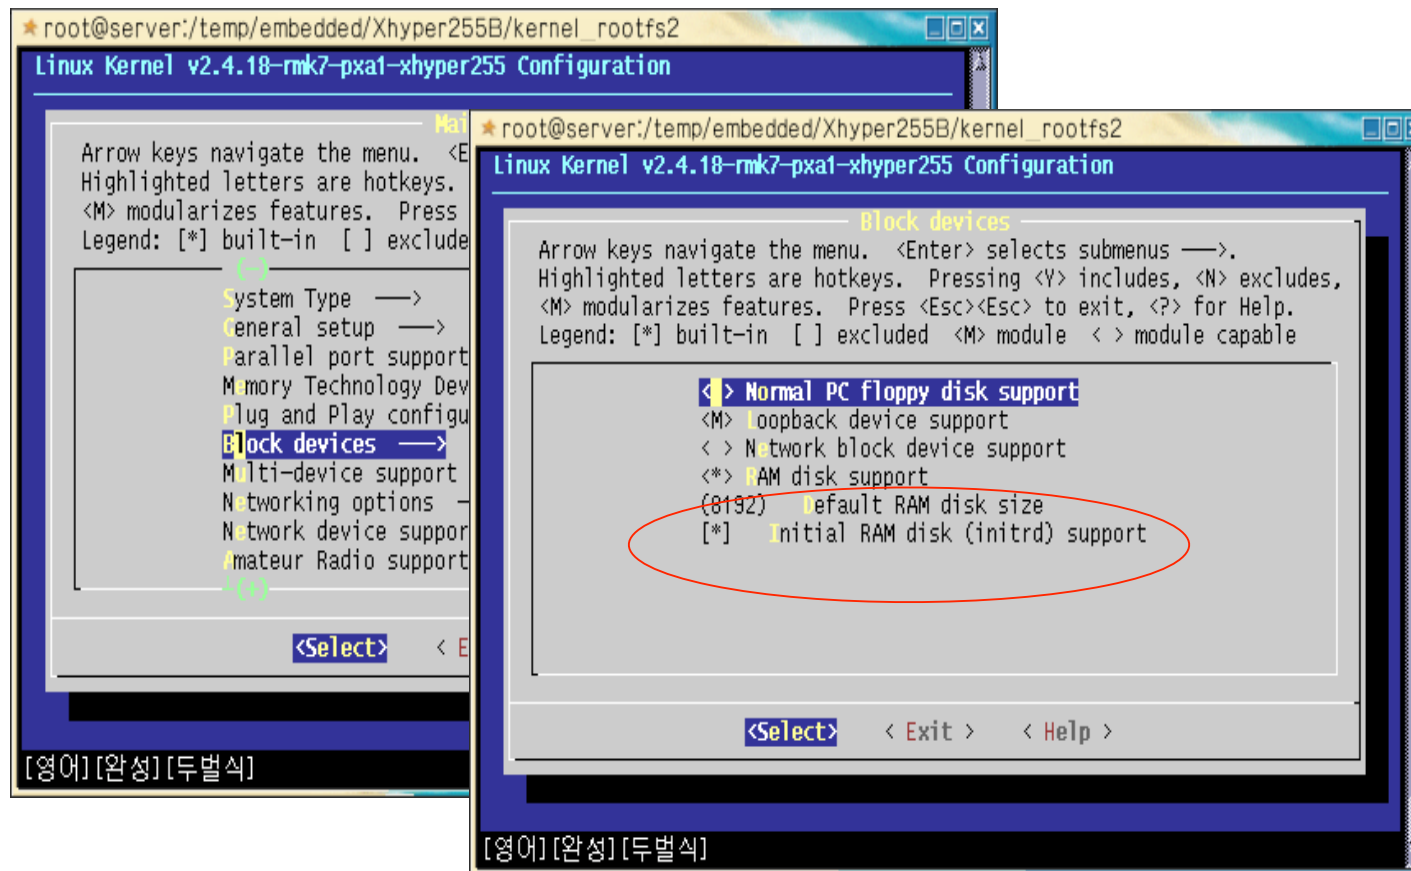 root@server:/temp/embedded/Xhyper255B/kernel_rootfs2
Linux Kernel v2.4.18-rmk7-pxa1-xhyper255 Configuration
Arrow keys navigate the menu.
Highlighted letters are hotkeys.
<M> modularizes features.  Press
Legend: [*] built-in  [ ]
(-)
System Type  --->
General setup  --->
Parallel port support
Memory Technology
Plug and Play
Block devices  --->
Multi-device support
Networking options
Network device
Amateur Radio support
(+)
<Select>
[영어][완성][두벌식]
root@server:/temp/embedded/Xhyper255B/kernel_rootfs2
Linux Kernel v2.4.18-rmk7-pxa1-xhyper255 Configuration
Block devices
Arrow keys navigate the menu.  <Enter> selects submenus --->.
Highlighted letters are hotkeys.  Pressing <Y> includes, <N> excludes,
<M> modularizes features.  Press <Esc><Esc> to exit, <?> for Help.
Legend: [*] built-in  [ ] excluded  <M> module  < > module capable
< > Normal PC floppy disk support
<M> Loopback device support
< > Network block device support
<*> RAM disk support
(8192)   Default RAM disk size
[*]   Initial RAM disk (initrd) support
<Select>    < Exit >    < Help >
[영어][완성][두벌식]